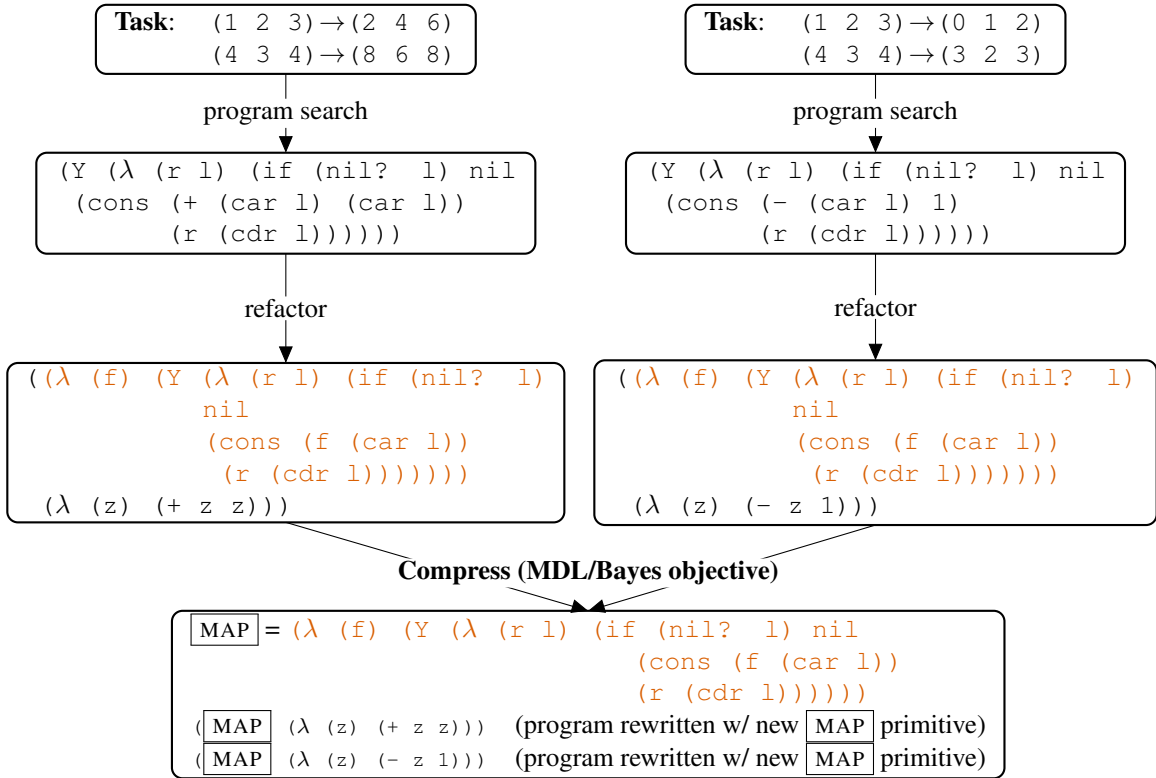 Task: (1 2 3)→(2 4 6)
(4 3 4)→(8 6 8)
program search
(Y (λ (r l) (if (nil? l) nil
(cons (+ (car l) (car l))
(r (cdr l))))))
refactor
((λ (f) (Y (λ (r l) (if (nil? l)
nil
(cons (f (car l))
(r (cdr l)))))))
(λ (z) (+ z z)))
Task: (1 2 3)→(0 1 2)
(4 3 4)→(3 2 3)
program search
(Y (λ (r l) (if (nil? l) nil
(cons (- (car l) 1)
(r (cdr l))))))
refactor
((λ (f) (Y (λ (r l) (if (nil? l)
nil
(cons (f (car l))
(r (cdr l)))))))
(λ (z) (- z 1)))
Compress (MDL/Bayes objective)
MAP = (λ (f) (Y (λ (r l) (if (nil? l) nil
(cons (f (car l))
(r (cdr l))))))
(MAP (λ (z) (+ z z))) (program rewritten w/ new MAP primitive)
(MAP (λ (z) (- z 1))) (program rewritten w/ new MAP primitive)